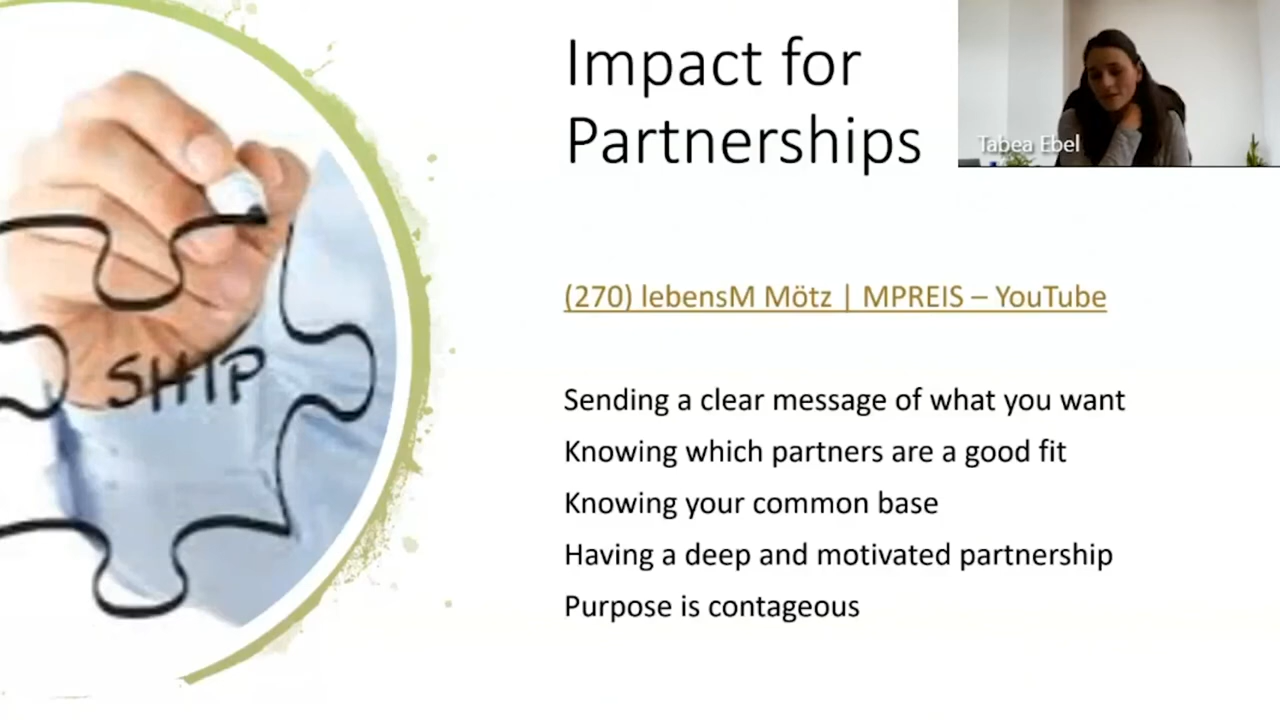 Impact for
Partnerships
Tabea Ebel
(270) lebensM Mötz | MPREIS – YouTube
Sending a clear message of what you want
Knowing which partners are a good fit
Knowing your common base
Having a deep and motivated partnership
Purpose is contageous
SHIP